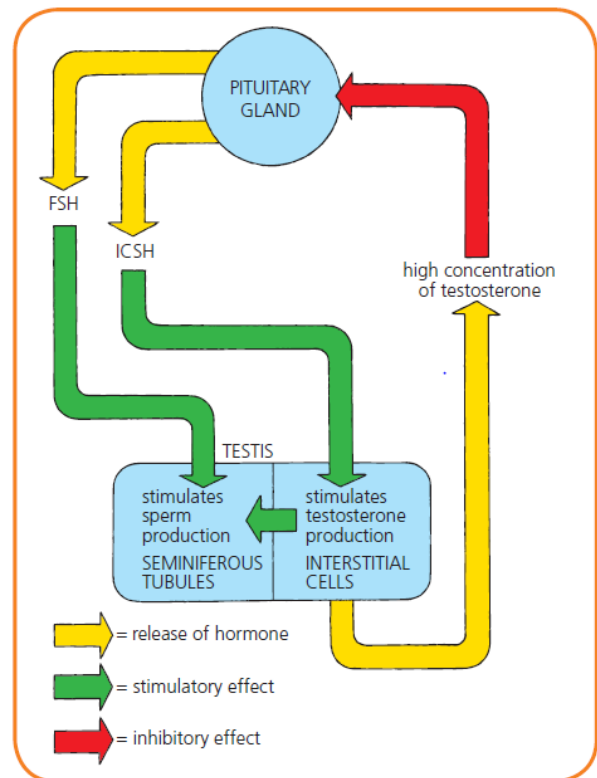 PITUITARY
GLAND
FSH
ICSH
high concentration
of testosterone
TESTIS
stimulates
sperm
production
SEMINIFEROUS
TUBULES
stimulates
testosterone
production
INTERSTITIAL
CELLS
= release of hormone
= stimulatory effect
= inhibitory effect